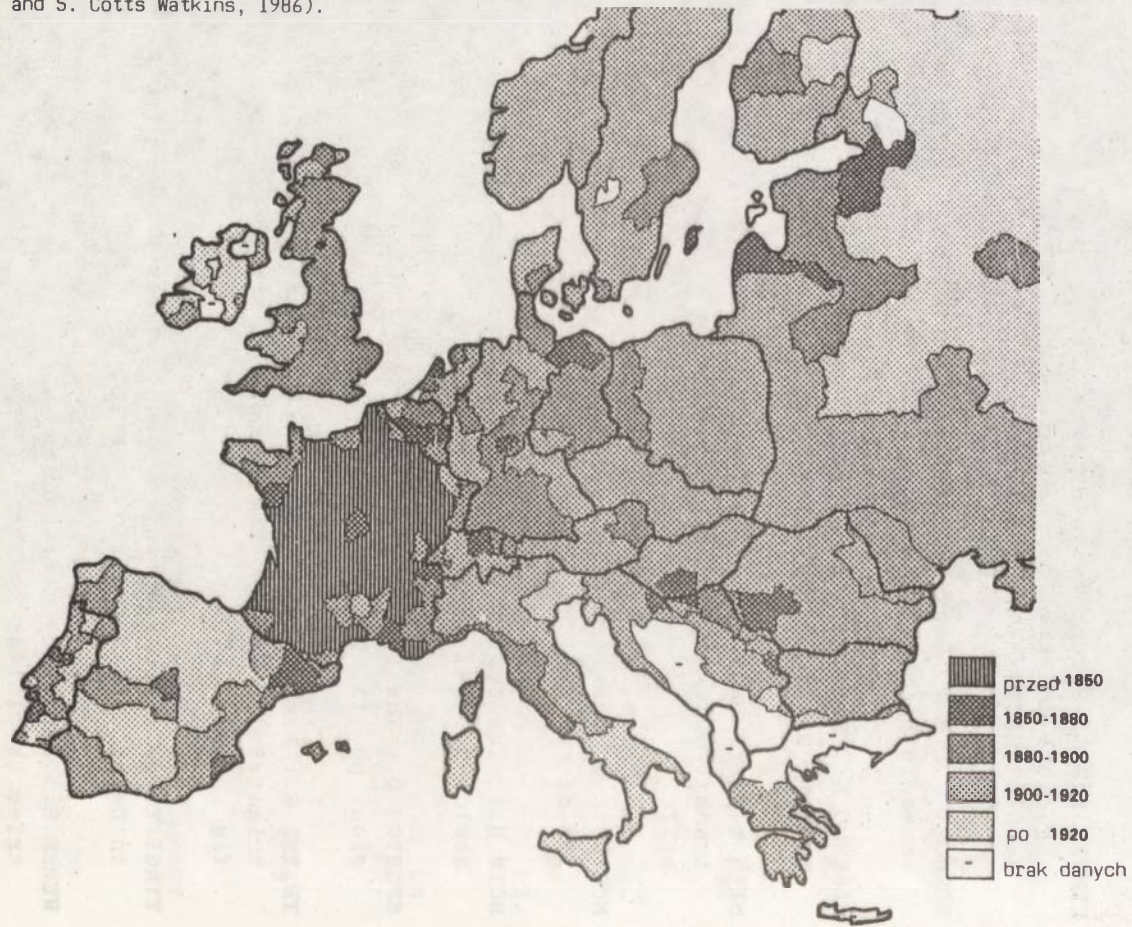 and S. Cotts Watkins, 1986).
przed 1850
1850-1880
1880-1900
1900-1920
po 1920
- brak danych